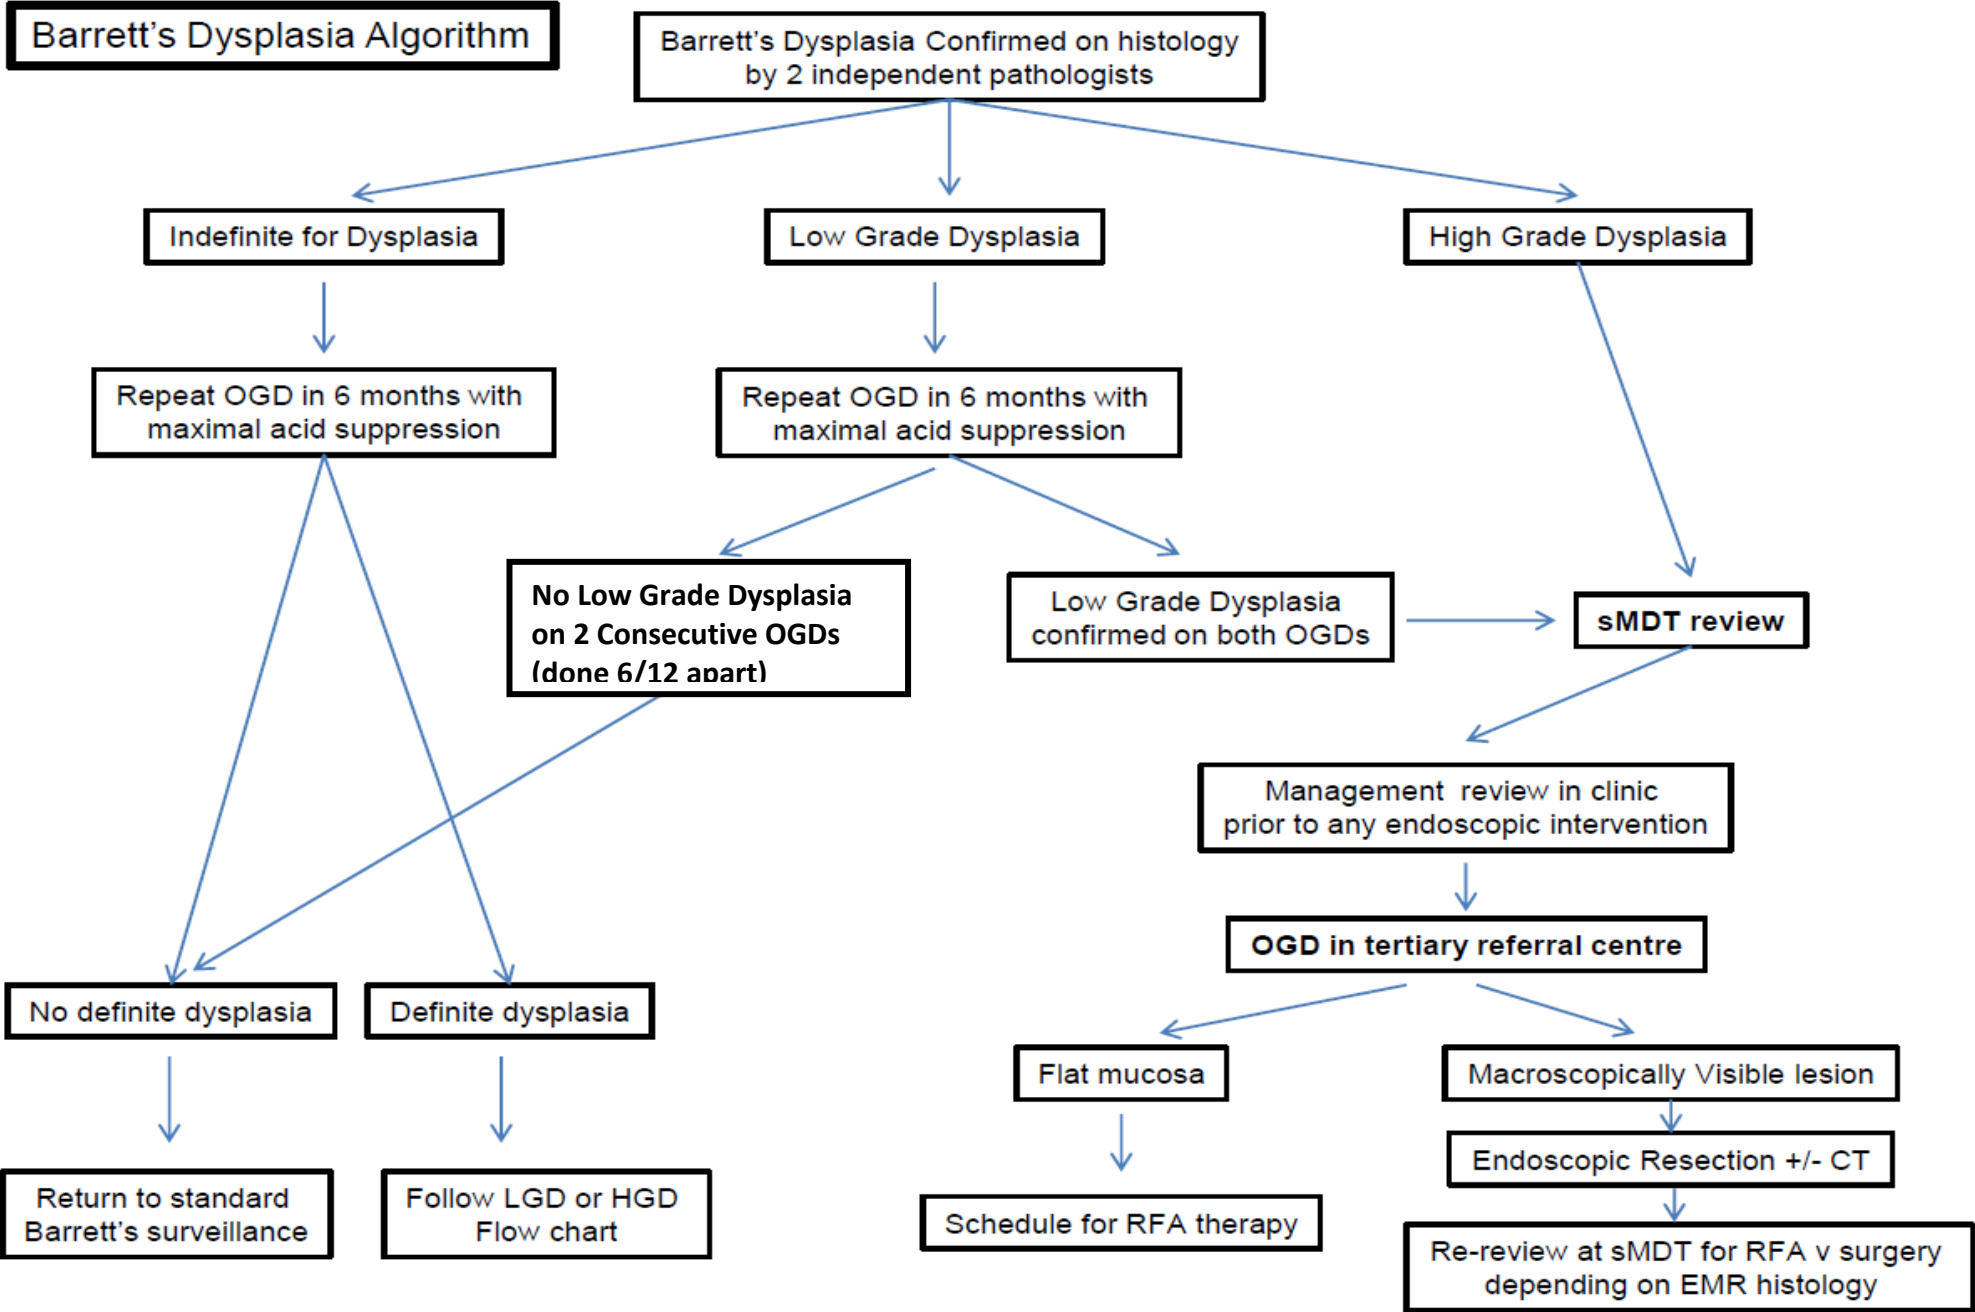 Barrett's Dysplasia Algorithm
Barrett's Dysplasia Confirmed on histology
by 2 independent pathologists
Indefinite for Dysplasia
Low Grade Dysplasia
High Grade Dysplasia
Repeat OGD in 6 months with
maximal acid suppression
Repeat OGD in 6 months with
maximal acid suppression
No Low Grade Dysplasia
on 2 Consecutive OGDs
(done 6/12 apart)
Low Grade Dysplasia
confirmed on both OGDs
sMDT review
Management review in clinic
prior to any endoscopic intervention
OGD in tertiary referral centre
No definite dysplasia
Definite dysplasia
Flat mucosa
Macroscopically Visible lesion
Endoscopic Resection +/- CT
Return to standard
Barrett's surveillance
Follow LGD or HGD
Flow chart
Schedule for RFA therapy
Re-review at sMDT for RFA v surgery
depending on EMR histology